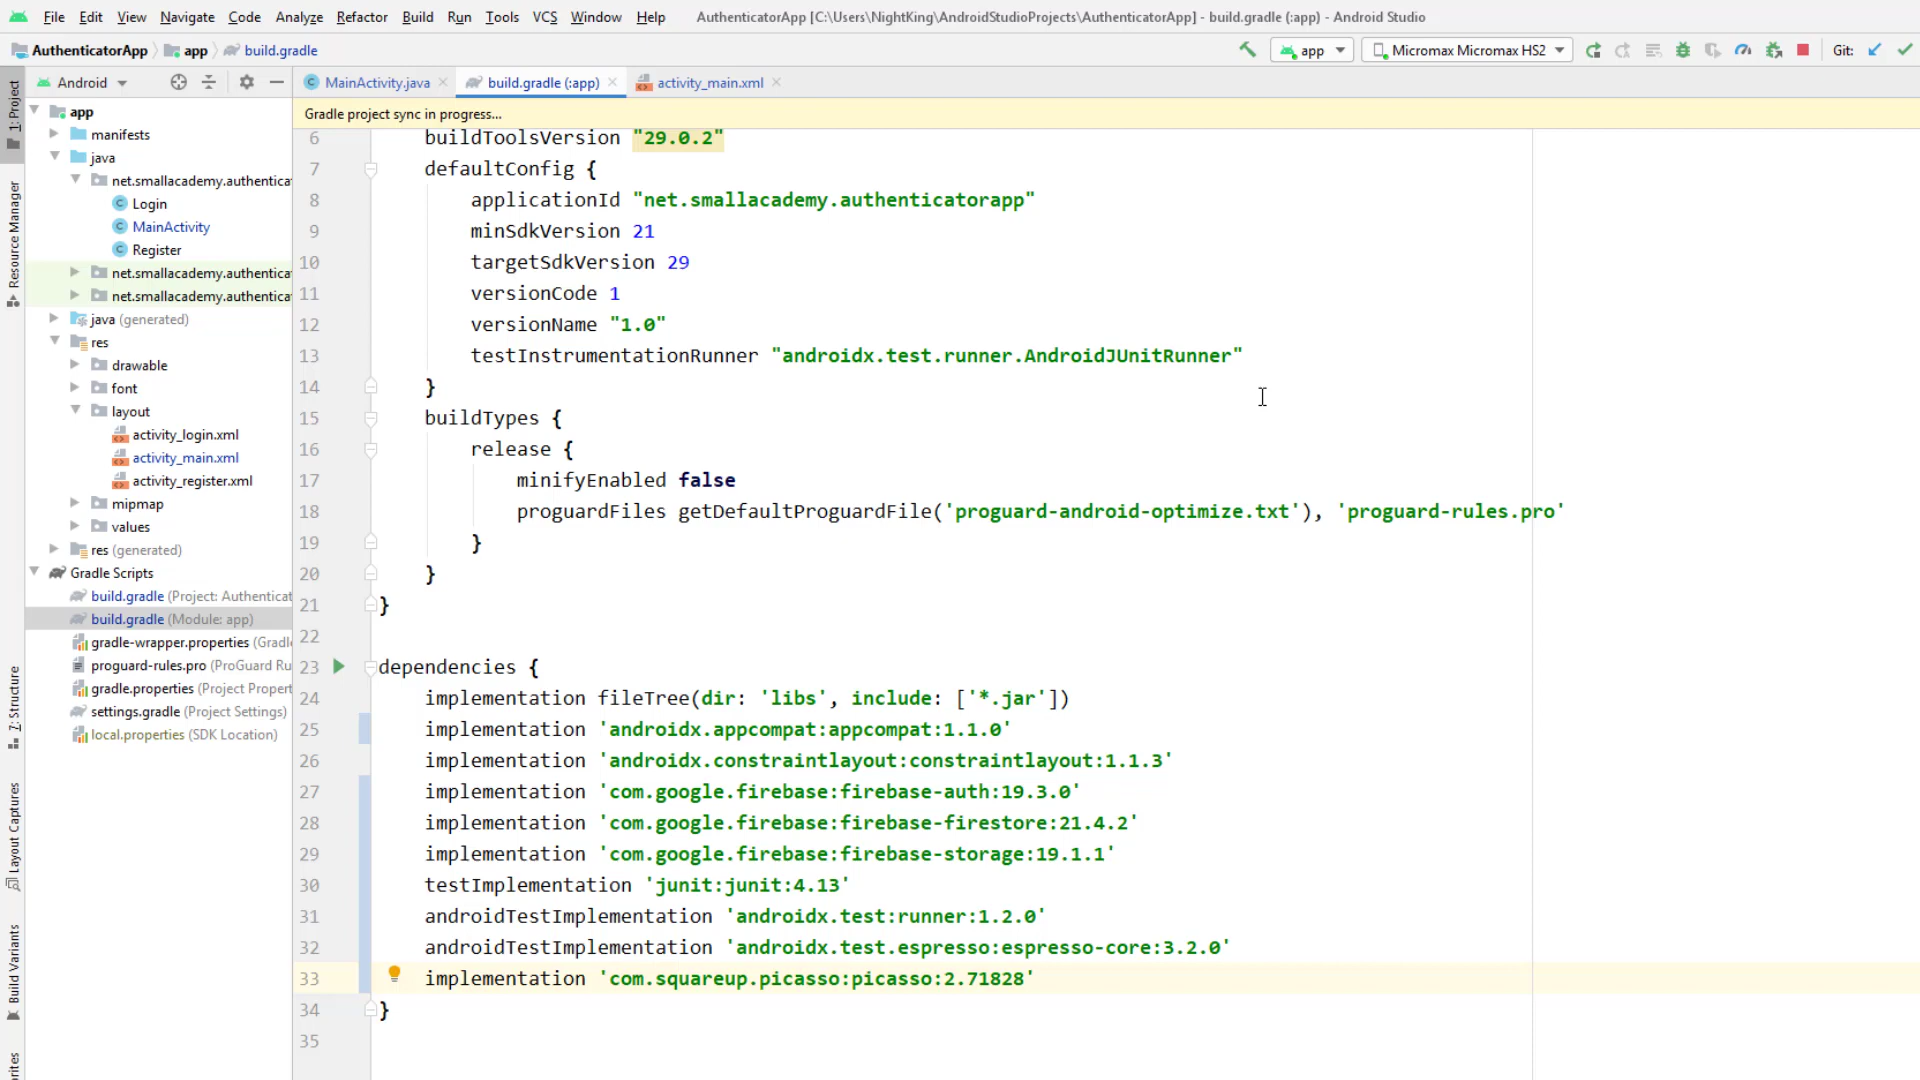 File Edit View Navigate Code Analyze Refactor Build Run Tools VCS Window Help AuthenticatorApp [C:\Users\NightKing\AndroidStudioProjects\AuthenticatorApp] - build.gradle (:app) - Android Studio
AuthenticatorApp app build.gradle app Micromax Micromax HS2 Git:
Android MainActivity.java build.gradle (:app) activity_main.xml
Gradle project sync in progress...
1: Project
Resource Manager
7: Structure
Layout Captures
Build Variants
app
manifests
java
net.smallacademy.authentica
Login
MainActivity
Register
net.smallacademy.authentica
net.smallacademy.authentica
java (generated)
res
drawable
font
layout
activity_login.xml
activity_main.xml
activity_register.xml
mipmap
values
res (generated)
Gradle Scripts
build.gradle (Project: Authenticat
build.gradle (Module: app)
gradle-wrapper.properties (Gradl
proguard-rules.pro (ProGuard Ru
gradle.properties (Project Propert
settings.gradle (Project Settings)
local.properties (SDK Location)
6 buildToolsVersion "29.0.2"
7 defaultConfig {
8 applicationId "net.smallacademy.authenticatorapp"
9 minSdkVersion 21
10 targetSdkVersion 29
11 versionCode 1
12 versionName "1.0"
13 testInstrumentationRunner "androidx.test.runner.AndroidJUnitRunner"
14 }
15 buildTypes {
16 release {
17 minifyEnabled false
18 proguardFiles getDefaultProguardFile('proguard-android-optimize.txt'), 'proguard-rules.pro'
19 }
20 }
21 }
22
23 dependencies {
24 implementation fileTree(dir: 'libs', include: ['*.jar'])
25 implementation 'androidx.appcompat:appcompat:1.1.0'
26 implementation 'androidx.constraintlayout:constraintlayout:1.1.3'
27 implementation 'com.google.firebase:firebase-auth:19.3.0'
28 implementation 'com.google.firebase:firebase-firestore:21.4.2'
29 implementation 'com.google.firebase:firebase-storage:19.1.1'
30 testImplementation 'junit:junit:4.13'
31 androidTestImplementation 'androidx.test:runner:1.2.0'
32 androidTestImplementation 'androidx.test.espresso:espresso-core:3.2.0'
33 implementation 'com.squareup.picasso:picasso:2.71828'
34 }
35